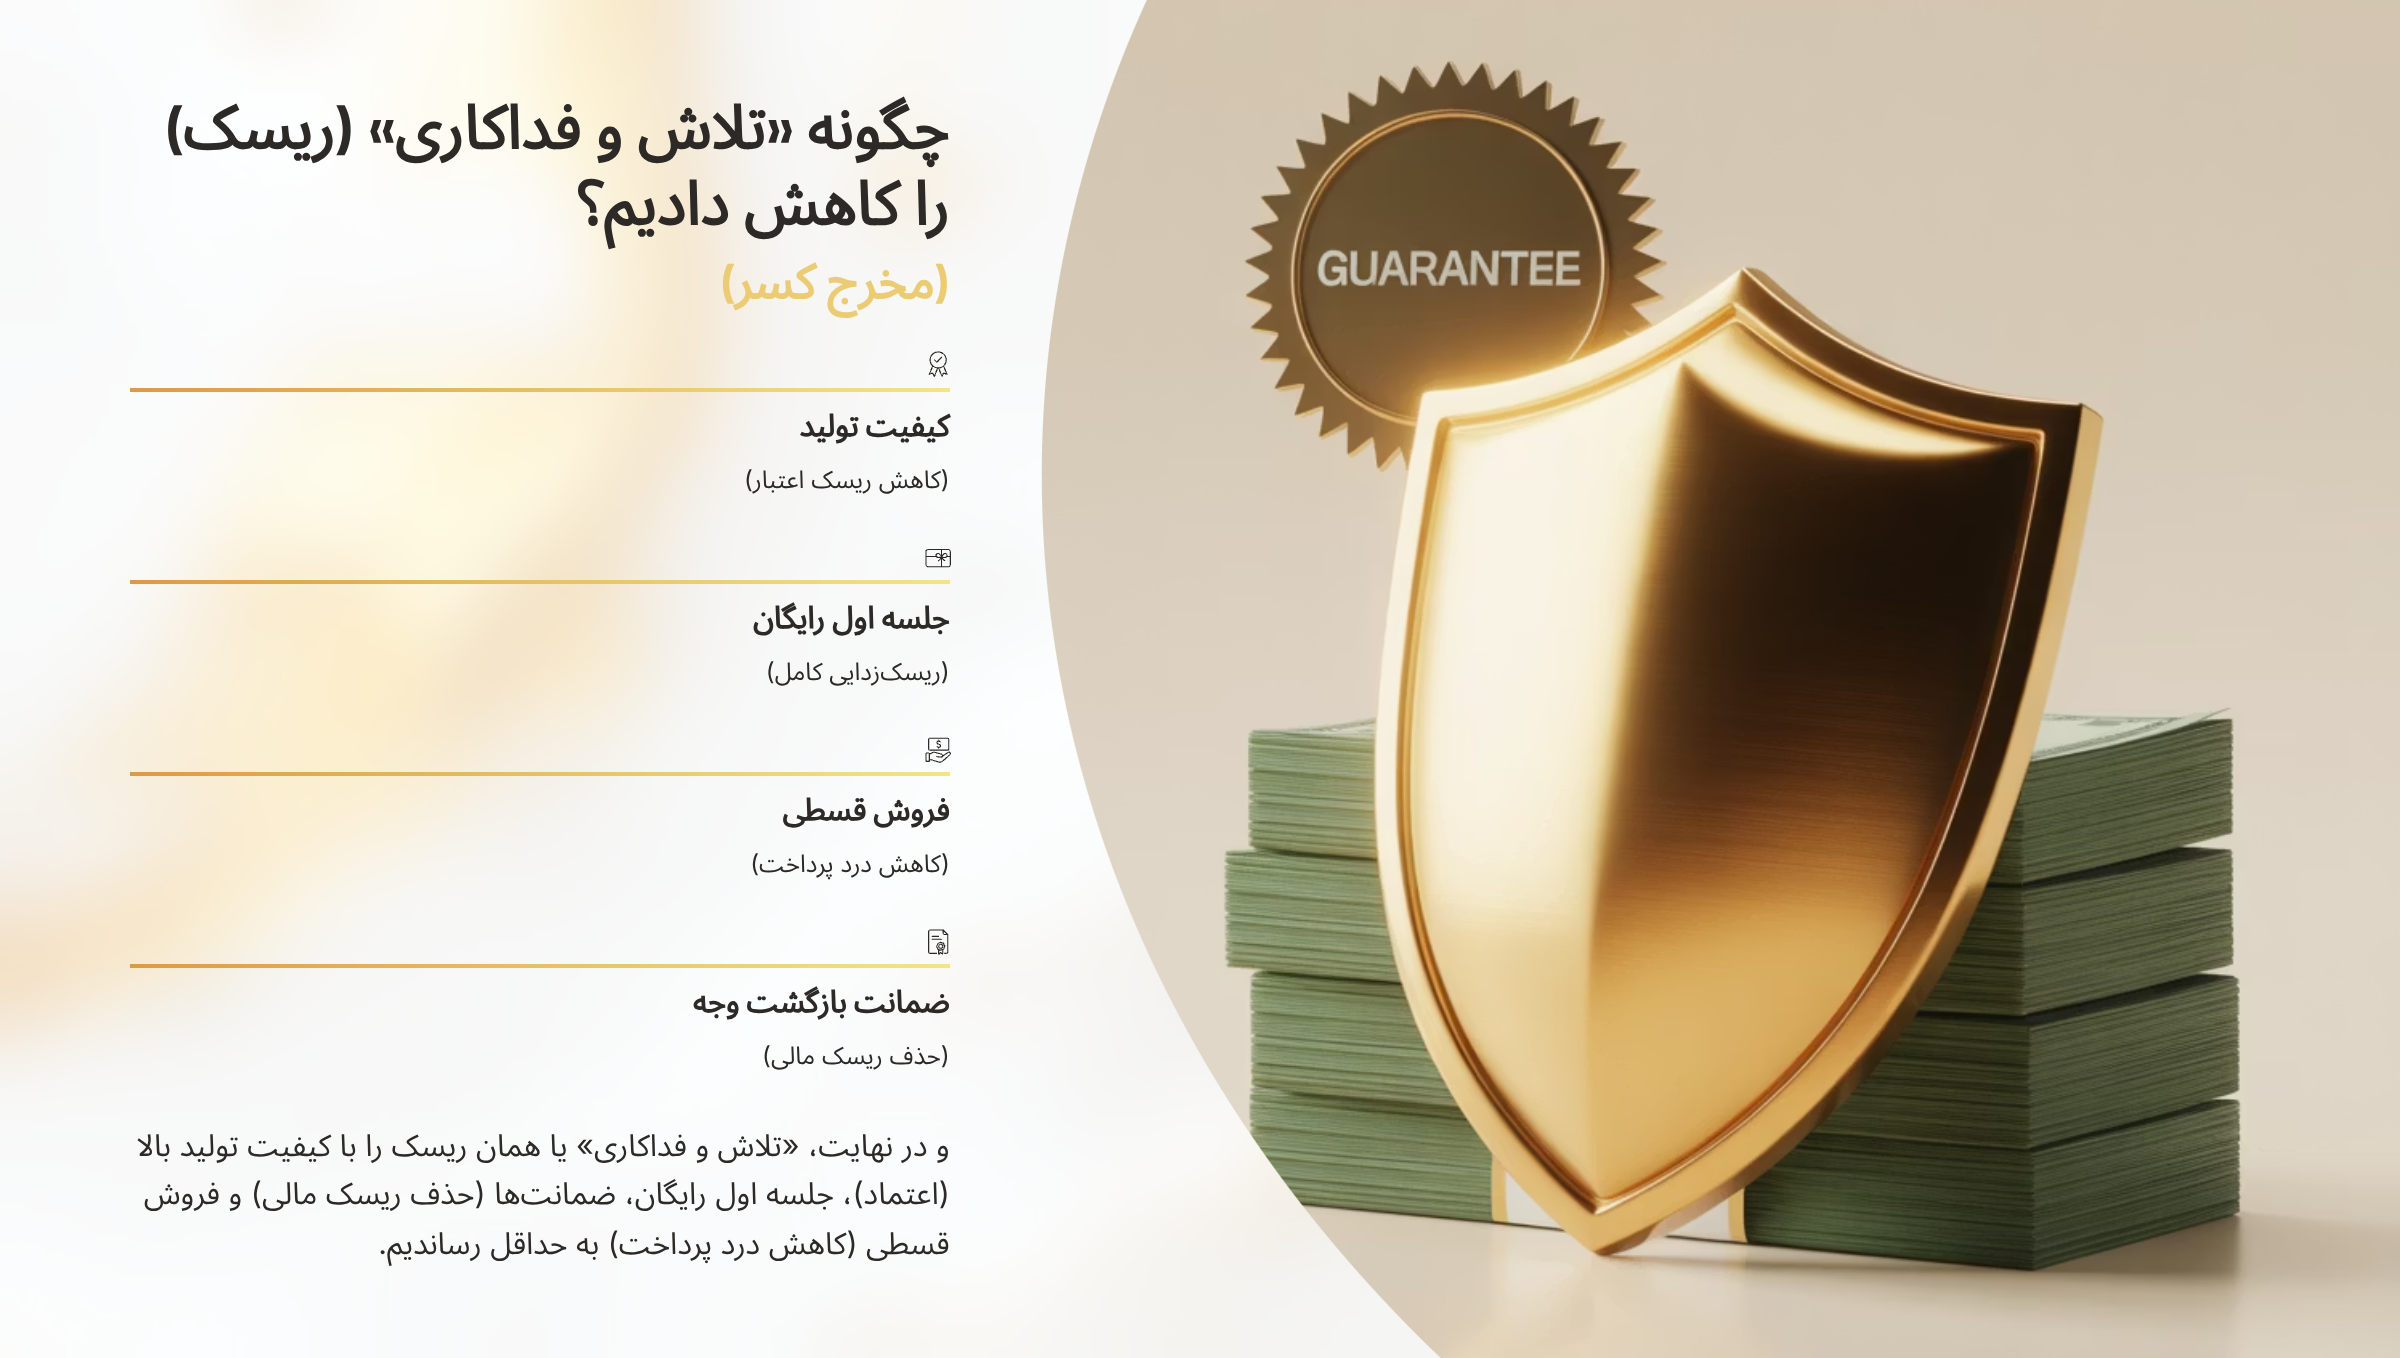 چگونه «تلاش و فداکاری» (ریسک)
را کاهش دادیم؟
(مخرج کسر)
کیفیت تولید
(کاهش ریسک اعتبار)
جلسه اول رایگان
(ریسک‌زدایی کامل)
فروش قسطی
(کاهش درد پرداخت)
ضمانت بازگشت وجه
(حذف ریسک مالی)
و در نهایت، «تلاش و فداکاری» یا همان ریسک را با کیفیت تولید بالا
(اعتماد)، جلسه اول رایگان، ضمانت‌ها (حذف ریسک مالی) و فروش
قسطی (کاهش درد پرداخت) به حداقل رساندیم.
GUARANTEE